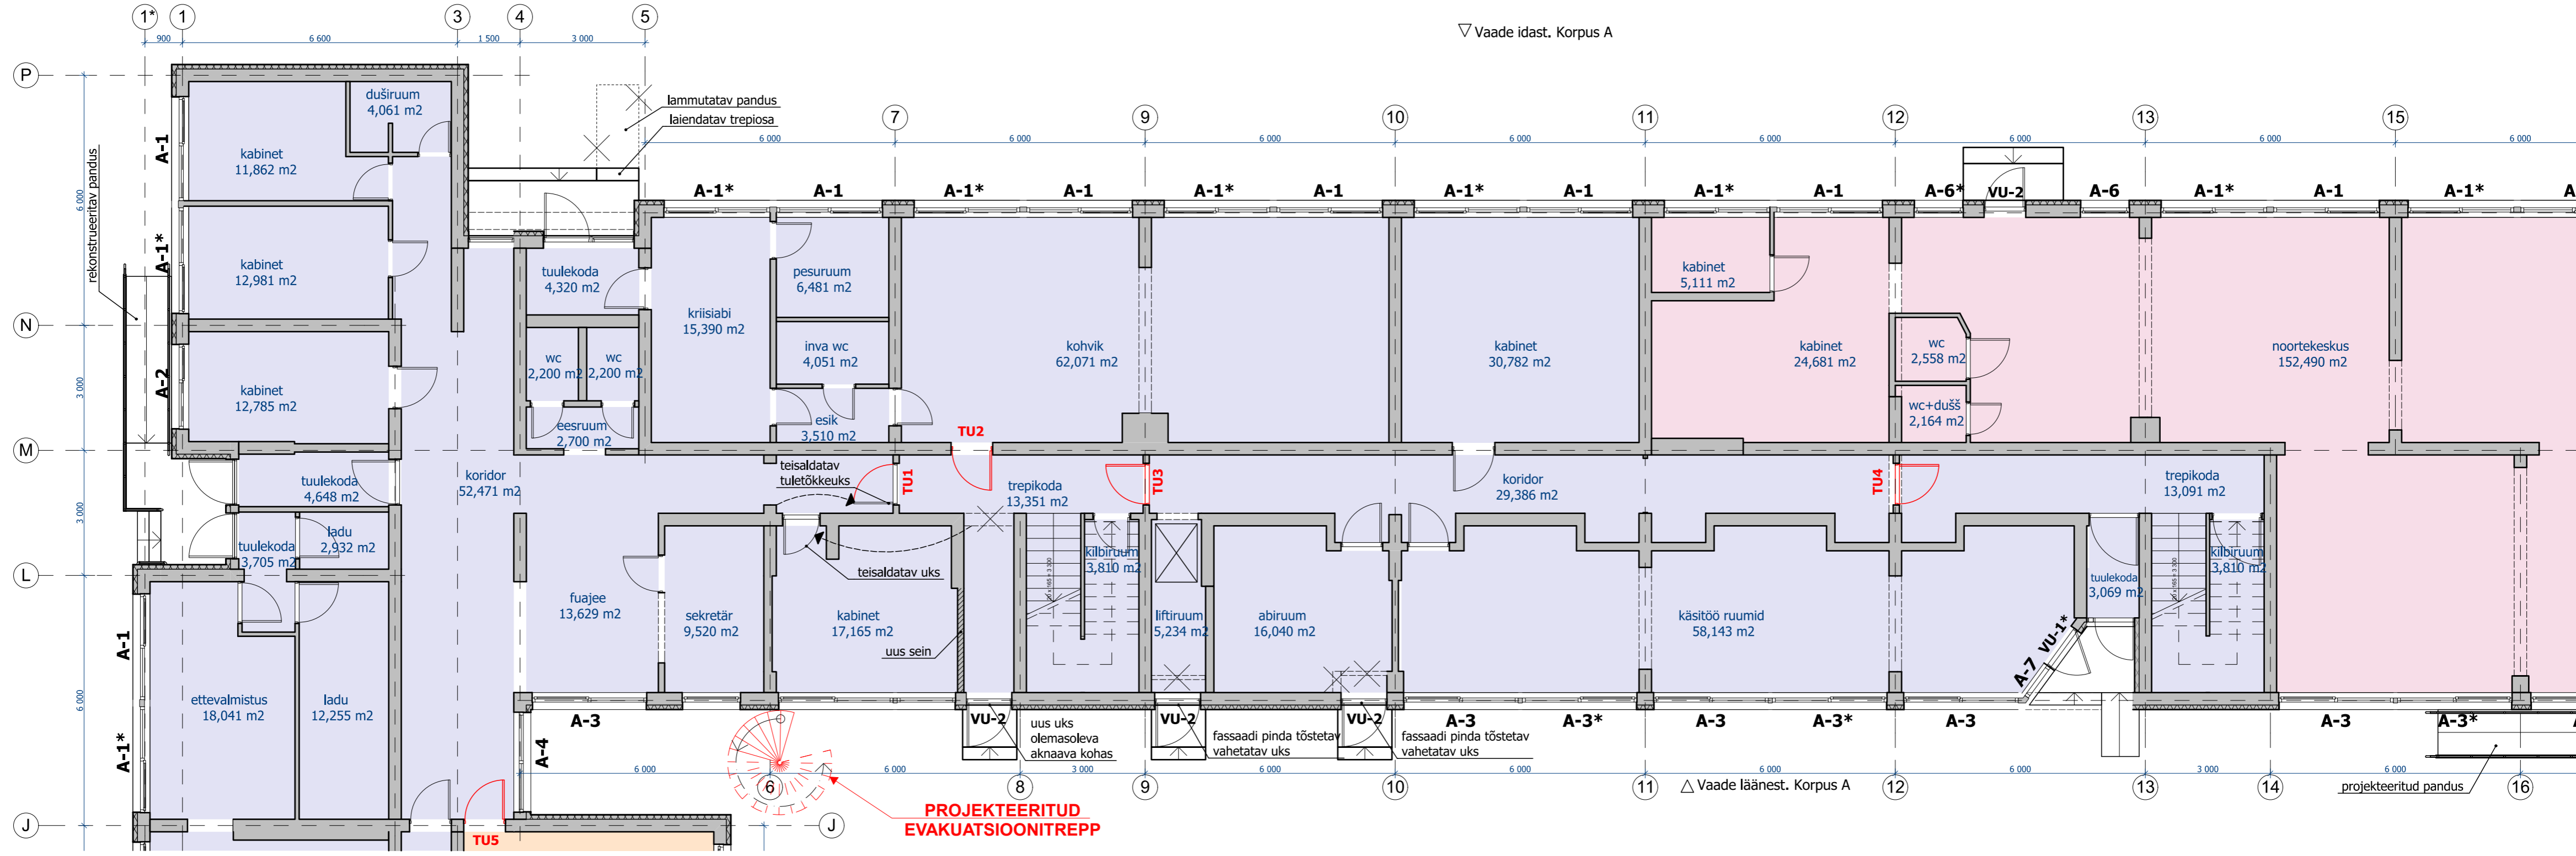 1*
1
3
4
5
▽ Vaade idast. Korpus A
900
6 600
1 500
3 000
P
lammutatav pandus
laiendatav trepiosa
7
9
10
11
12
13
15
6 000
6 000
6 000
6 000
6 000
6 000
6 000
6 000
duširuum
4,061 m2
kabinet
11,862 m2
A-1
rekonstrueeritav pandus
6 000
A-1*
A-1
A-1*
A-1
A-1*
A-1
A-1*
A-1
A-1*
A-1
A-6*
VU-2
A-6
A-1*
A-1
A-1*
A-1*
kabinet
12,981 m2
tuulekoda
4,320 m2
pesuruum
6,481 m2
kabinet
5,111 m2
N
kriisiabi
15,390 m2
wc
2,200 m2
wc
2,200 m2
inva wc
4,051 m2
kohvik
62,071 m2
kabinet
30,782 m2
kabinet
24,681 m2
wc
2,558 m2
noortekeskus
152,490 m2
3 000
A-2
kabinet
12,785 m2
wc+dušš
2,164 m2
eesruum
2,700 m2
esik
3,510 m2
TU2
M
koridor
52,471 m2
tuulekoda
4,648 m2
teisaldatav
tuletõkkeuks
TU1
trepikoda
13,351 m2
TU3
koridor
29,386 m2
TU4
trepikoda
13,091 m2
3 000
tuulekoda
3,705 m2
ladu
2,932 m2
kilbiruum
3,810 m2
kilbiruum
3,810 m2
L
teisaldatav uks
tuulekoda
3,069 m2
fuajee
13,629 m2
sekretär
9,520 m2
kabinet
17,165 m2
uus sein
liftiruum
5,234 m2
abiruum
16,040 m2
käsitöö ruumid
58,143 m2
A-1
VU-1*
A-7
6 000
ettevalmistus
18,041 m2
ladu
12,255 m2
A-1*
A-3
A-4
VU-2
uus uks
olemasoleva
aknaava kohas
VU-2
fassaadi pinda tõstetav
vahetatav uks
VU-2
fassaadi pinda tõstetav
vahetatav uks
A-3
A-3*
A-3
A-3*
A-3
A-3
A-3*
6 000
6 000
3 000
6 000
6 000
6 000
6 000
3 000
6 000
6
8
9
10
11
12
13
14
16
△ Vaade läänest. Korpus A
projekteeritud pandus
PROJEKTEERITUD
EVAKUATSIOONITREPP
J
J
TU5